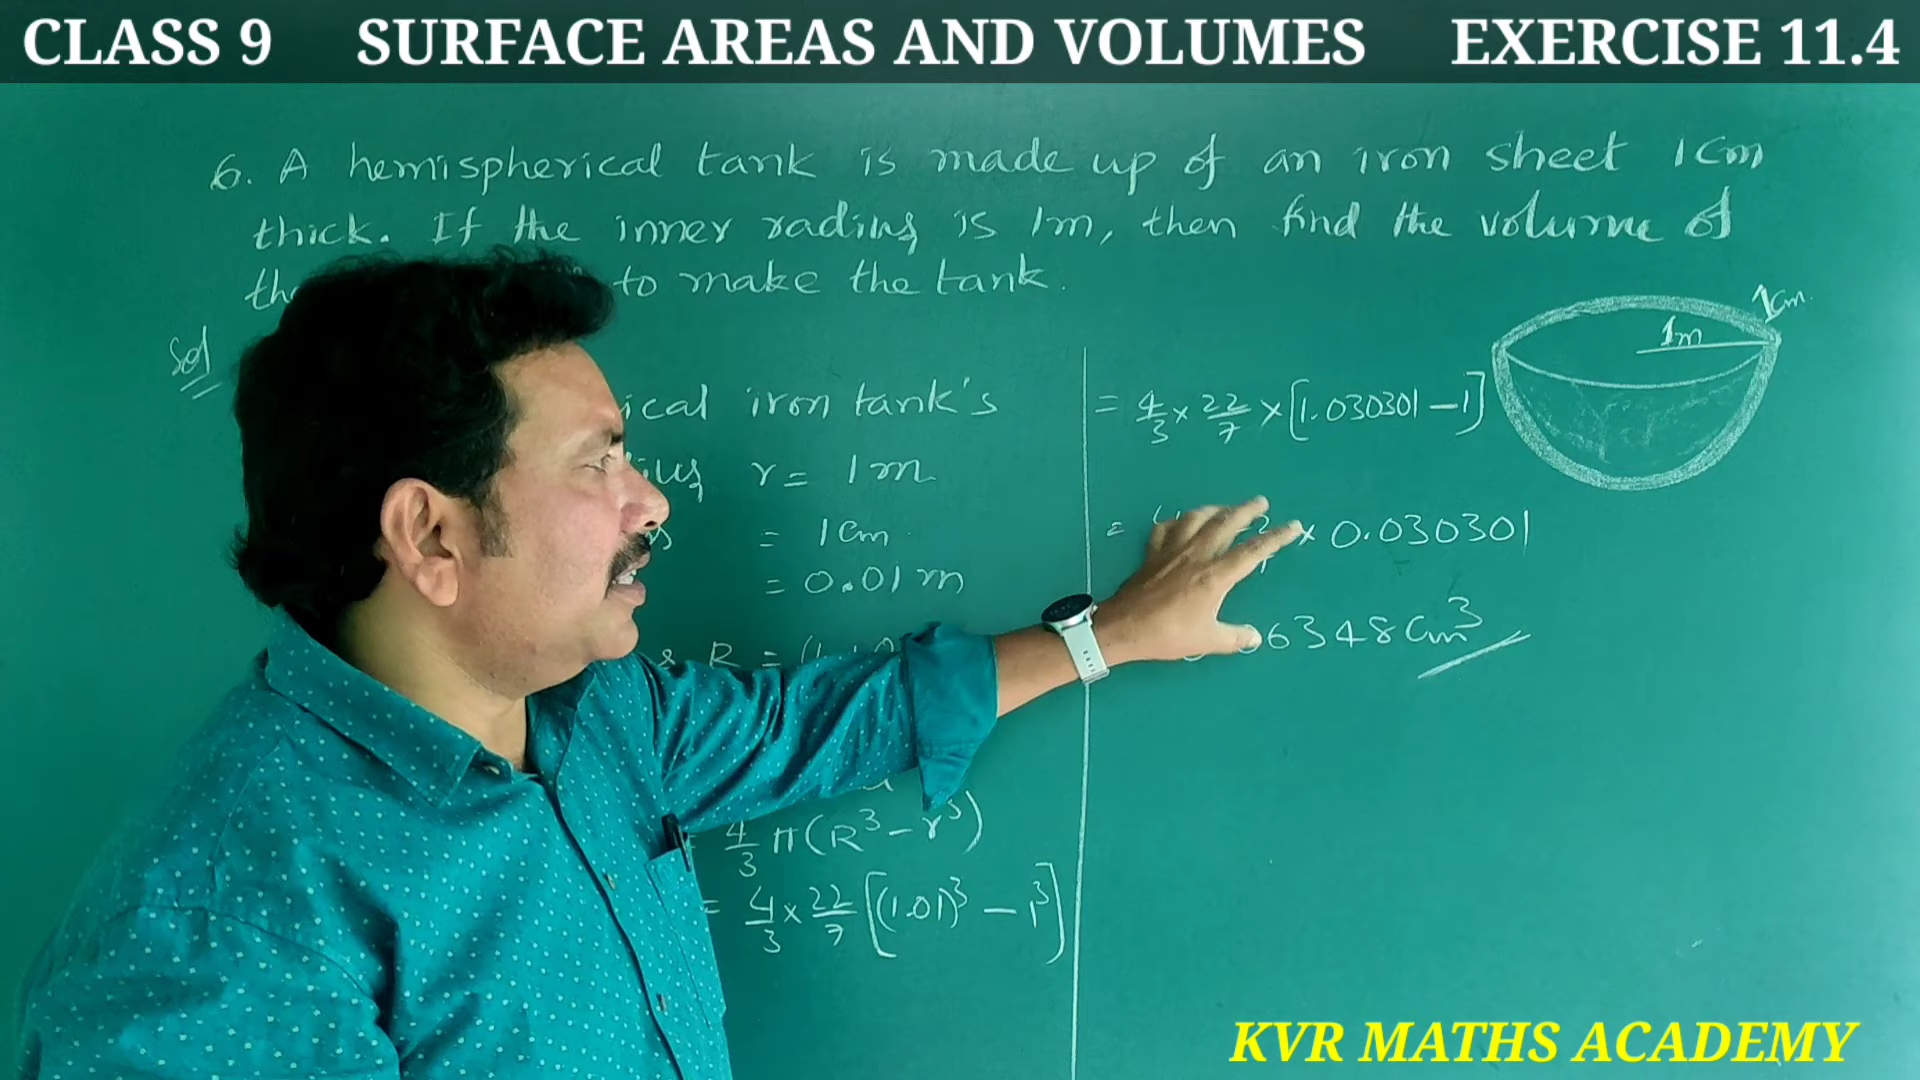 CLASS 9 SURFACE AREAS AND VOLUMES EXERCISE 11.4
6. A hemispherical tank is made up of an iron sheet 1cm
thick. If the inner radius is 1m, then find the volume of
to make the tank.
Sol
iron tank's
r = 1m
= 1cm
= 0.01m
R =
4/3 π(R³-r³)
= 4/3 × 22/7 [(1.01)³ - 1³]
= 4/3 × 22/7 × [1.030301 - 1]
× 0.030301
6348 cm³
1cm
1m
KVR MATHS ACADEMY